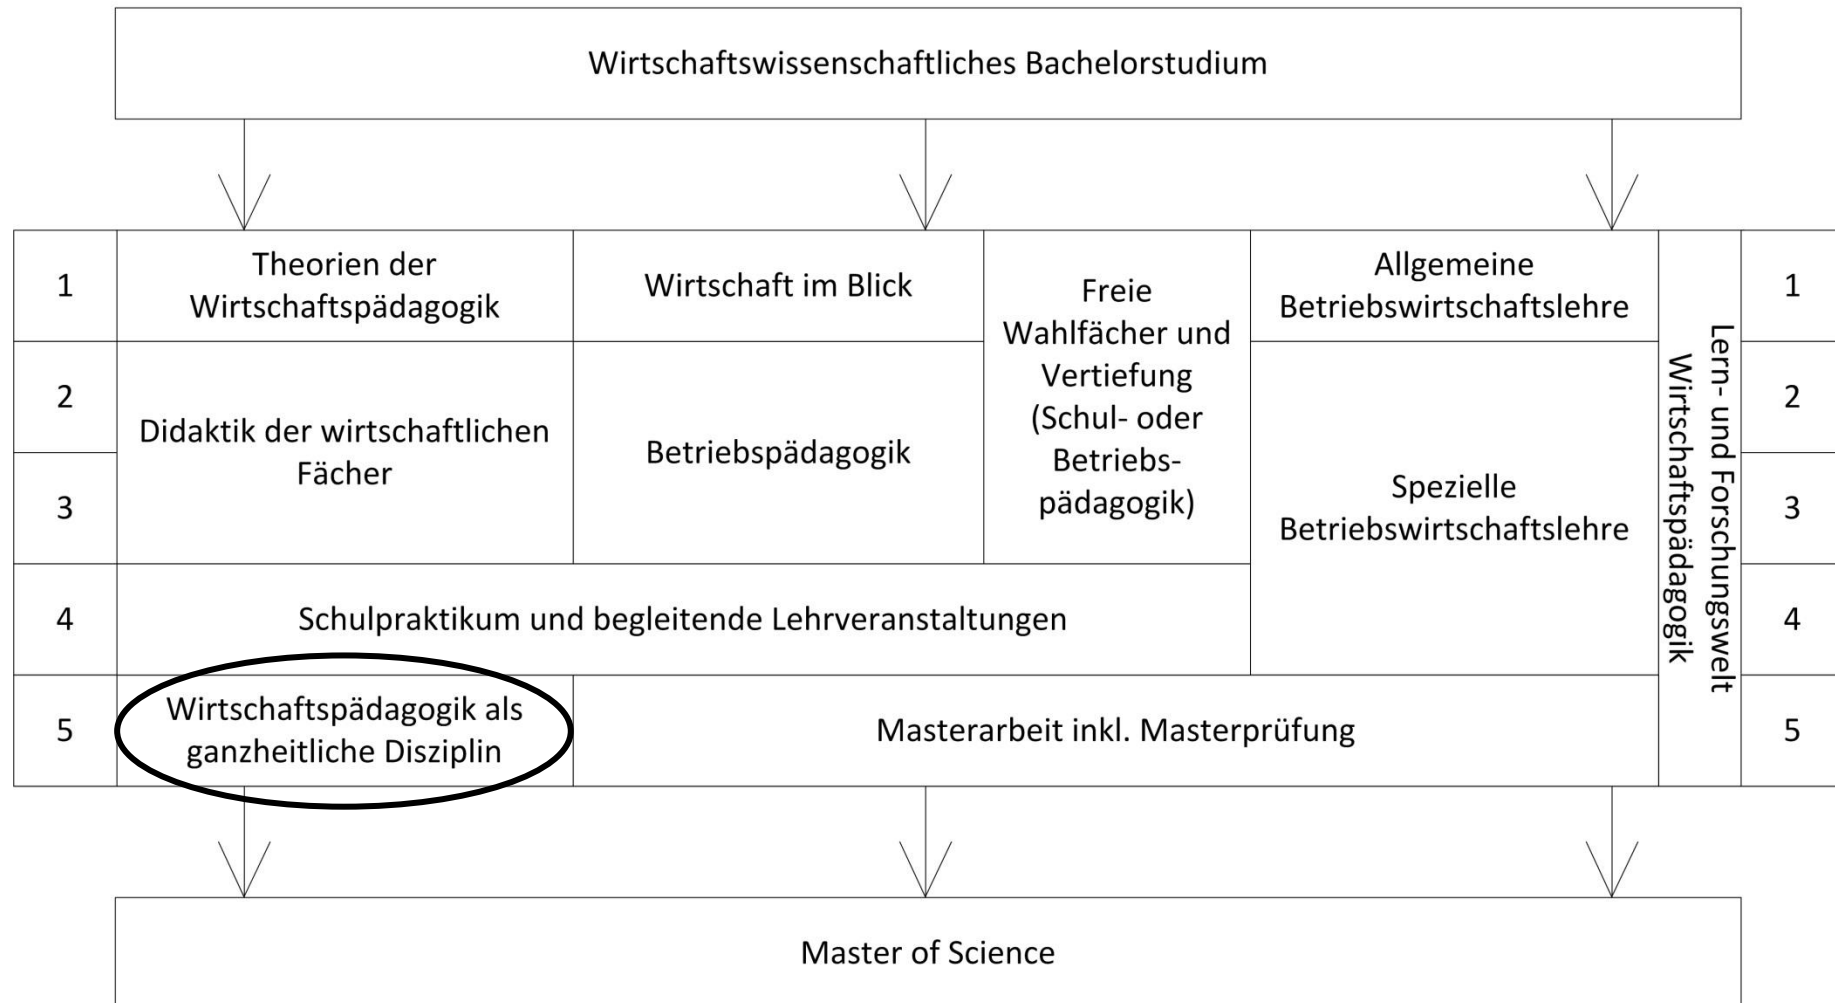 Wirtschaftswissenschaftliches Bachelorstudium
1
Theorien der
Wirtschaftspädagogik
Wirtschaft im Blick
Freie
Wahlfächer und
Vertiefung
(Schul- oder
Betriebs-
pädagogik)
Allgemeine
Betriebswirtschaftslehre
Lern- und Forschungswelt
Wirtschaftspädagogik
1
2
Didaktik der wirtschaftlichen
Fächer
Betriebspädagogik
Spezielle
Betriebswirtschaftslehre
2
3
3
4
Schulpraktikum und begleitende Lehrveranstaltungen
4
5
Wirtschaftspädagogik als
ganzheitliche Disziplin
Masterarbeit inkl. Masterprüfung
5
Master of Science